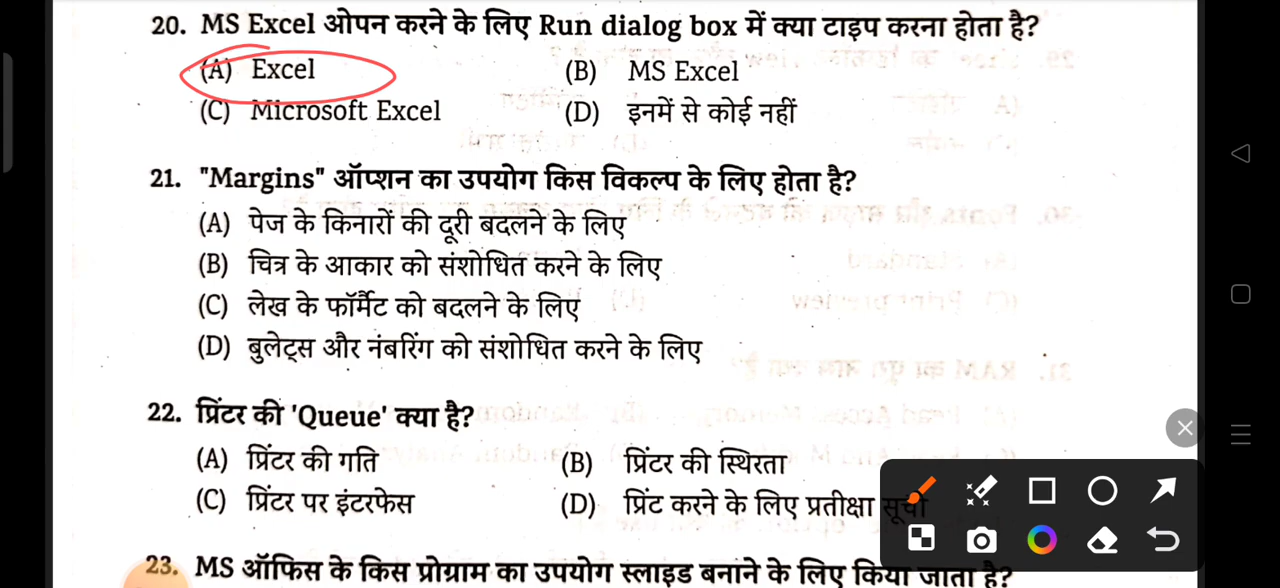 20. MS Excel ओपन करने के लिए Run dialog box में क्या टाइप करना होता है?
(A) Excel (B) MS Excel
(C) Microsoft Excel (D) इनमें से कोई नहीं
21. "Margins" ऑप्शन का उपयोग किस विकल्प के लिए होता है?
(A) पेज के किनारों की दूरी बदलने के लिए
(B) चित्र के आकार को संशोधित करने के लिए
(C) लेख के फॉर्मैट को बदलने के लिए
(D) बुलेट्स और नंबरिंग को संशोधित करने के लिए
22. प्रिंटर की 'Queue' क्या है?
(A) प्रिंटर की गति (B) प्रिंटर की स्थिरता
(C) प्रिंटर पर इंटरफेस (D) प्रिंट करने के लिए प्रतीक्षा सूची
23. MS ऑफिस के किस प्रोग्राम का उपयोग स्लाइड बनाने के लिए किया जाता है?